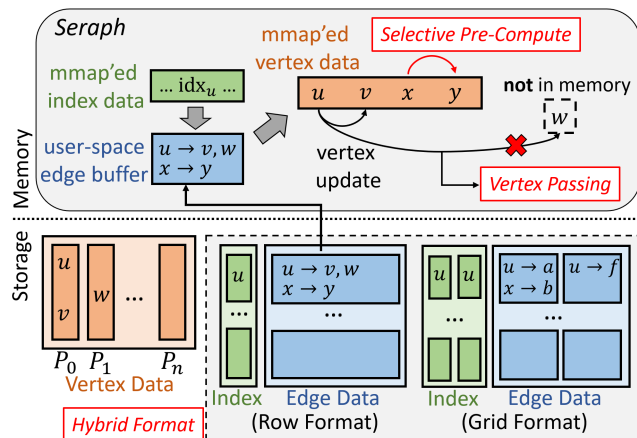 Seraph
Memory
mmap'ed
index data
... idxᵤ ...
user-space
edge buffer
u → v, w
x → y
mmap'ed
vertex data
u v x y
Selective Pre-Compute
not in memory
w
vertex
update
Vertex Passing
Storage
u
v
w
...
P₀ P₁ Pₙ
Vertex Data
Hybrid Format
u
...
u → v, w
x → y
...
Index Edge Data
(Row Format)
u u
...
u → a
x → b
u → f
...
Index Edge Data
(Grid Format)